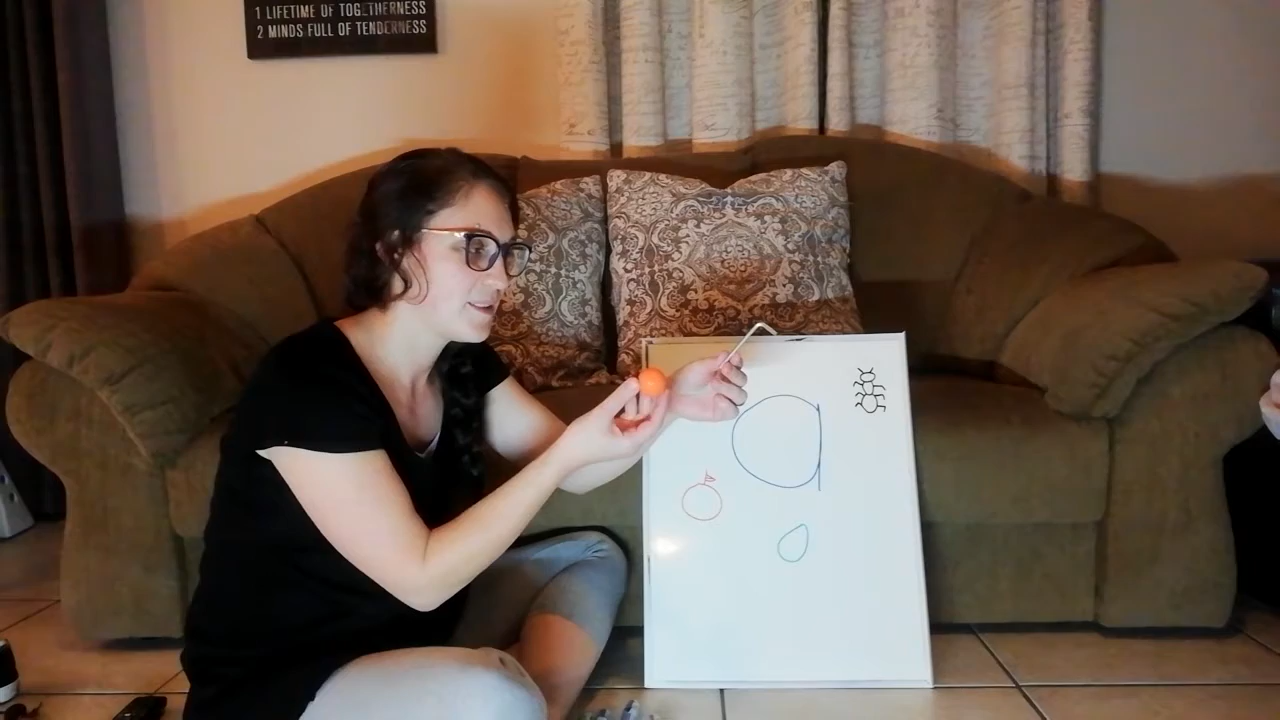 1 LIFETIME OF TOGETHERNESS
2 MINDS FULL OF TENDERNESS
a